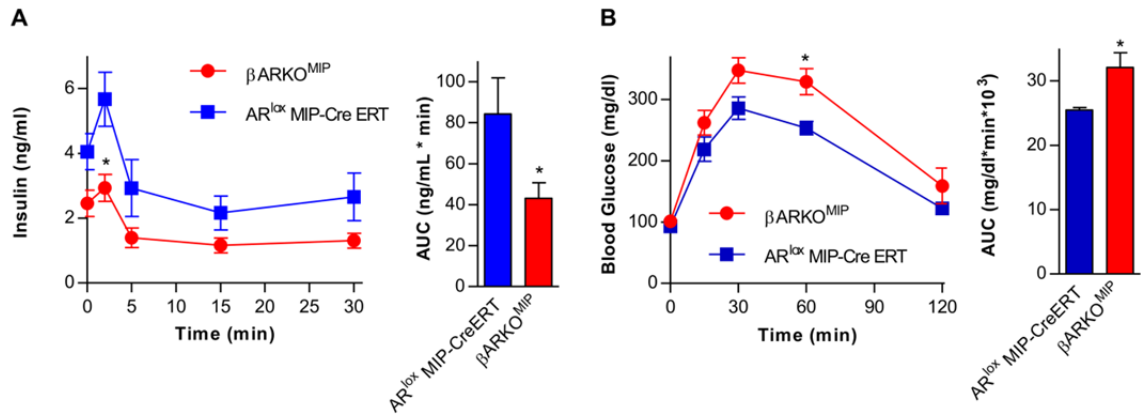 A
Insulin (ng/ml)
6
4
2
0
βARKO^MIP
AR^lox MIP-Cre ERT
*
0 5 10 15 20 25 30
Time (min)
AUC (ng/mL * min)
100
80
60
40
20
0
*
AR^lox MIP-CreERT
βARKO^MIP
B
Blood Glucose (mg/dl)
400
300
200
100
0
*
βARKO^MIP
AR^lox MIP-Cre ERT
0 30 60 90 120
Time (min)
AUC (mg/dl*min*10^3)
30
20
10
0
*
AR^lox MIP-CreERT
βARKO^MIP